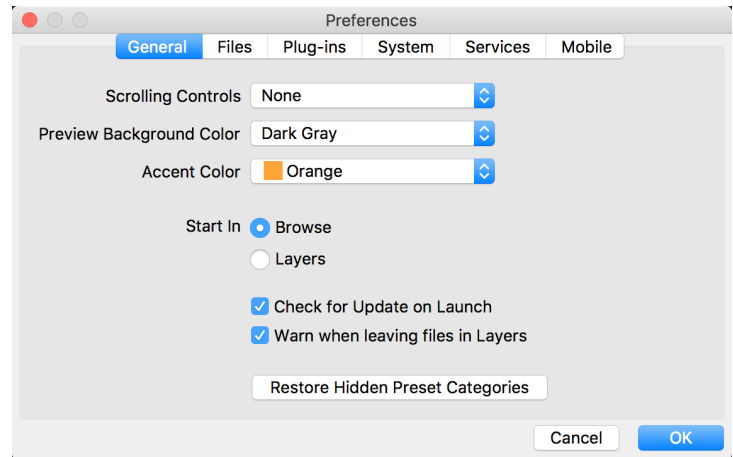 Preferences
General Files Plug-ins System Services Mobile
Scrolling Controls None
Preview Background Color Dark Gray
Accent Color Orange
Start In Browse
Layers
Check for Update on Launch
Warn when leaving files in Layers
Restore Hidden Preset Categories
Cancel OK